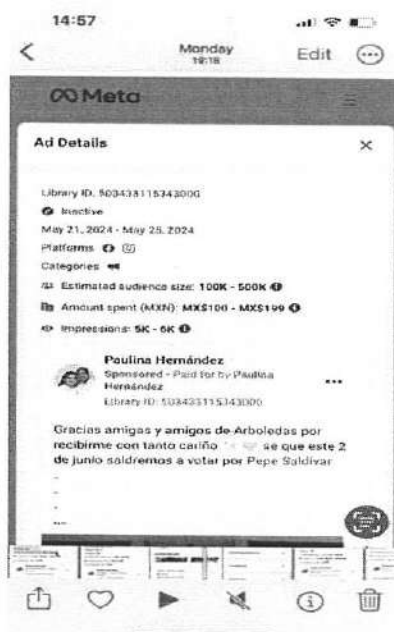 14:57
Monday
19:18
Edit
Meta
Ad Details
Library ID: 503433115343000
Inactive
May 21, 2024 - May 25, 2024
Platforms
Categories
Estimated audience size: 100K - 500K
Amount spent (MXN): MX$100 - MX$199
Impressions: 5K - 6K
Paulina Hernández
Sponsored - Paid for by Paulina
Hernández
Library ID: 503433115343000
Gracias amigas y amigos de Arboledas por
recibirme con tanto cariño se que este 2
de junio saldremos a votar por Pepe Saldívar